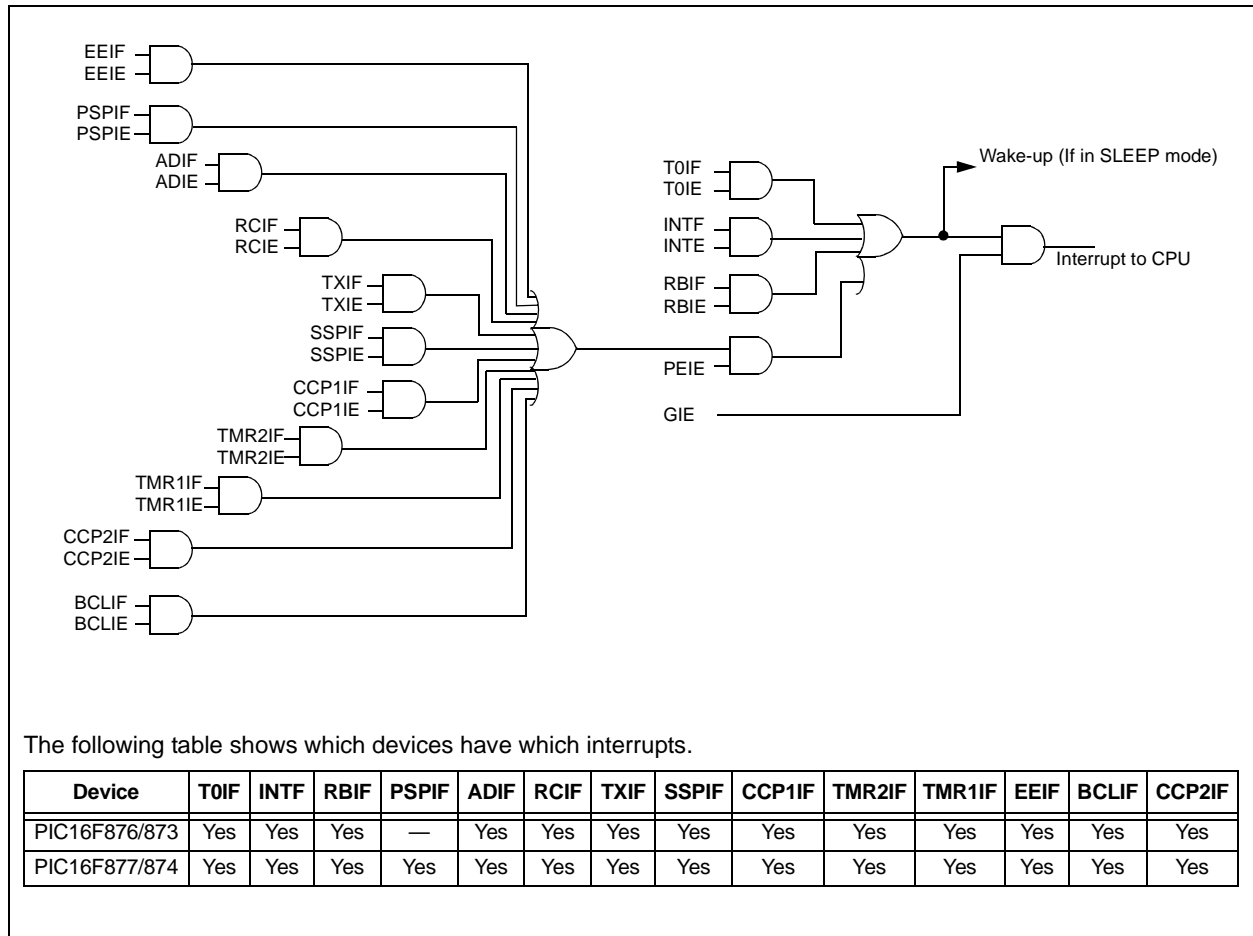 EEIF
EEIE
PSPIF
PSPIE
ADIF
ADIE
RCIF
RCIE
TXIF
TXIE
SSPIF
SSPIE
CCP1IF
CCP1IE
TMR2IF
TMR2IE
TMR1IF
TMR1IE
CCP2IF
CCP2IE
BCLIF
BCLIE
T0IF
T0IE
INTF
INTE
RBIF
RBIE
PEIE
GIE
Wake-up (If in SLEEP mode)
Interrupt to CPU
The following table shows which devices have which interrupts.
Device T0IF INTF RBIF PSPIF ADIF RCIF TXIF SSPIF CCP1IF TMR2IF TMR1IF EEIF BCLIF CCP2IF
PIC16F876/873 Yes Yes Yes — Yes Yes Yes Yes Yes Yes Yes Yes Yes Yes
PIC16F877/874 Yes Yes Yes Yes Yes Yes Yes Yes Yes Yes Yes Yes Yes Yes